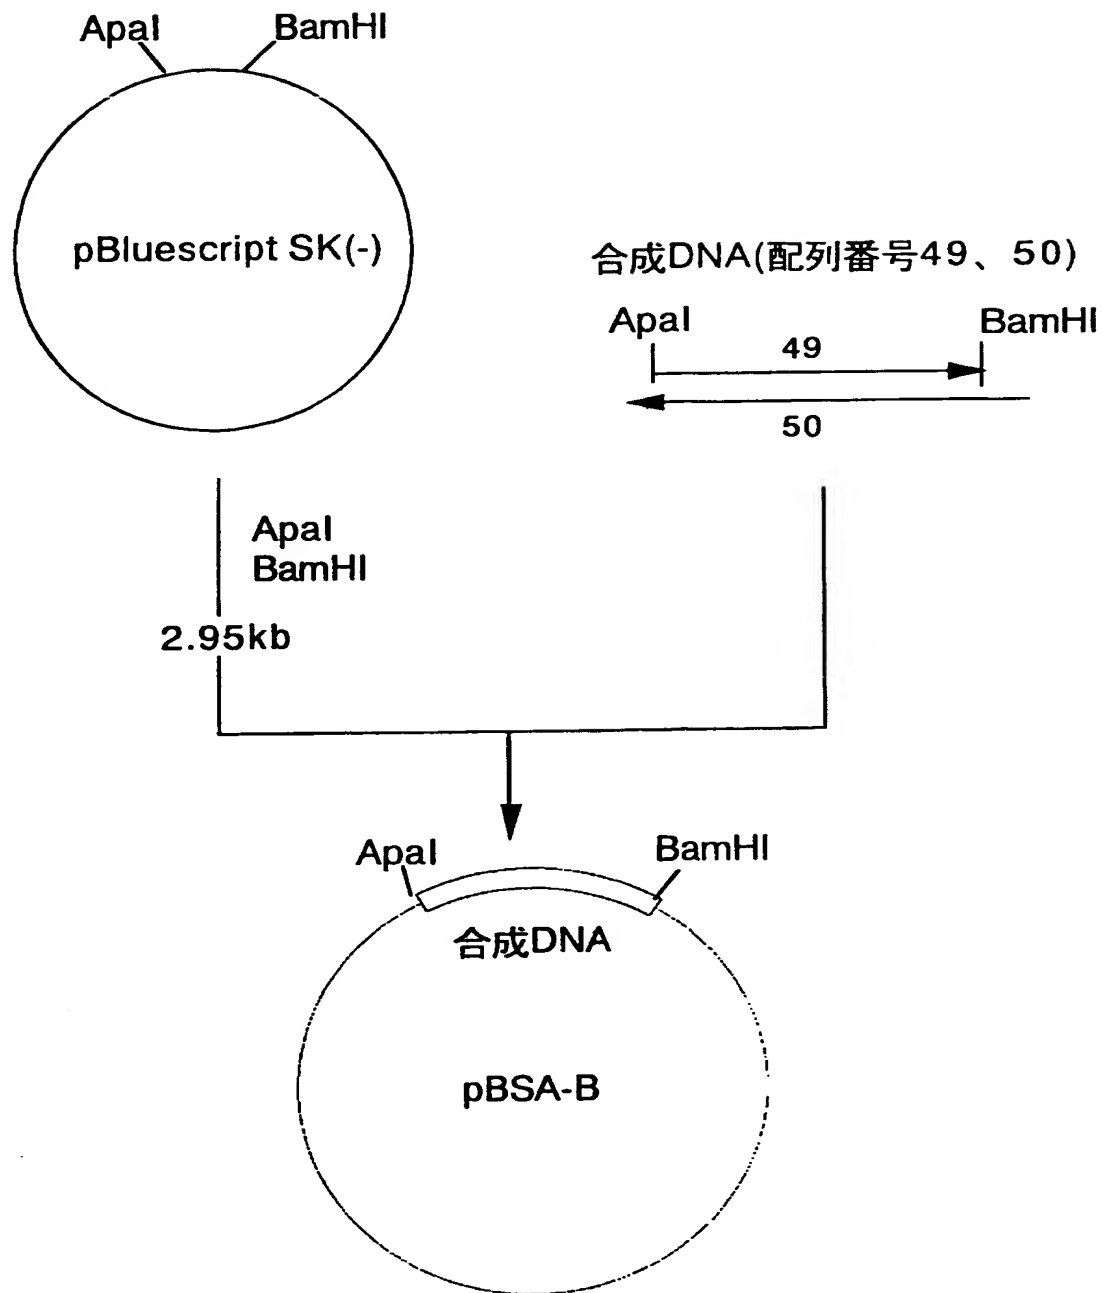 ApaI
BamHI
pBluescript SK(-)
合成DNA(配列番号49、50)
ApaI
BamHI
49
50
ApaI
BamHI
2.95kb
ApaI
BamHI
合成DNA
pBSA-B